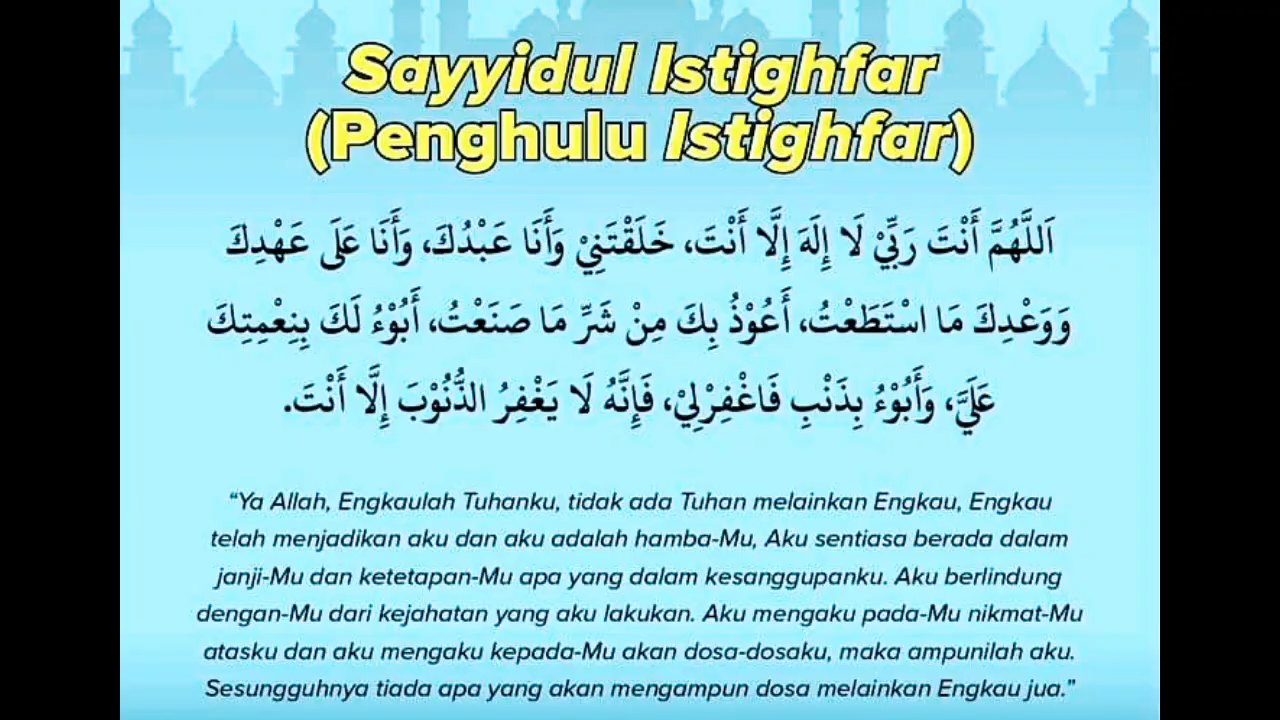 Sayyidul Istighfar
(Penghulu Istighfar)
اَللَّهُمَّ أَنْتَ رَبِّيْ لَا إِلَهَ إِلَّا أَنْتَ، خَلَقْتَنِيْ وَأَنَا عَبْدُكَ، وَأَنَا عَلَى عَهْدِكَ
وَوَعْدِكَ مَا اسْتَطَعْتُ، أَعُوْذُ بِكَ مِنْ شَرِّ مَا صَنَعْتُ، أَبُوْءُ لَكَ بِنِعْمِتِكَ
عَلَيَّ، وَأَبُوْءُ بِذَنْبِ فَاغْفِرْلِيْ، فَإِنَّهُ لَا يَغْفِرُ الذُّنُوْبَ إِلَّا أَنْتَ.
“Ya Allah, Engkaulah Tuhanku, tidak ada Tuhan melainkan Engkau, Engkau
telah menjadikan aku dan aku adalah hamba-Mu, Aku sentiasa berada dalam
janji-Mu dan ketetapan-Mu apa yang dalam kesanggupanku. Aku berlindung
dengan-Mu dari kejahatan yang aku lakukan. Aku mengaku pada-Mu nikmat-Mu
atasku dan aku mengaku kepada-Mu akan dosa-dosaku, maka ampunilah aku.
Sesungguhnya tiada apa yang akan mengampun dosa melainkan Engkau jua.”